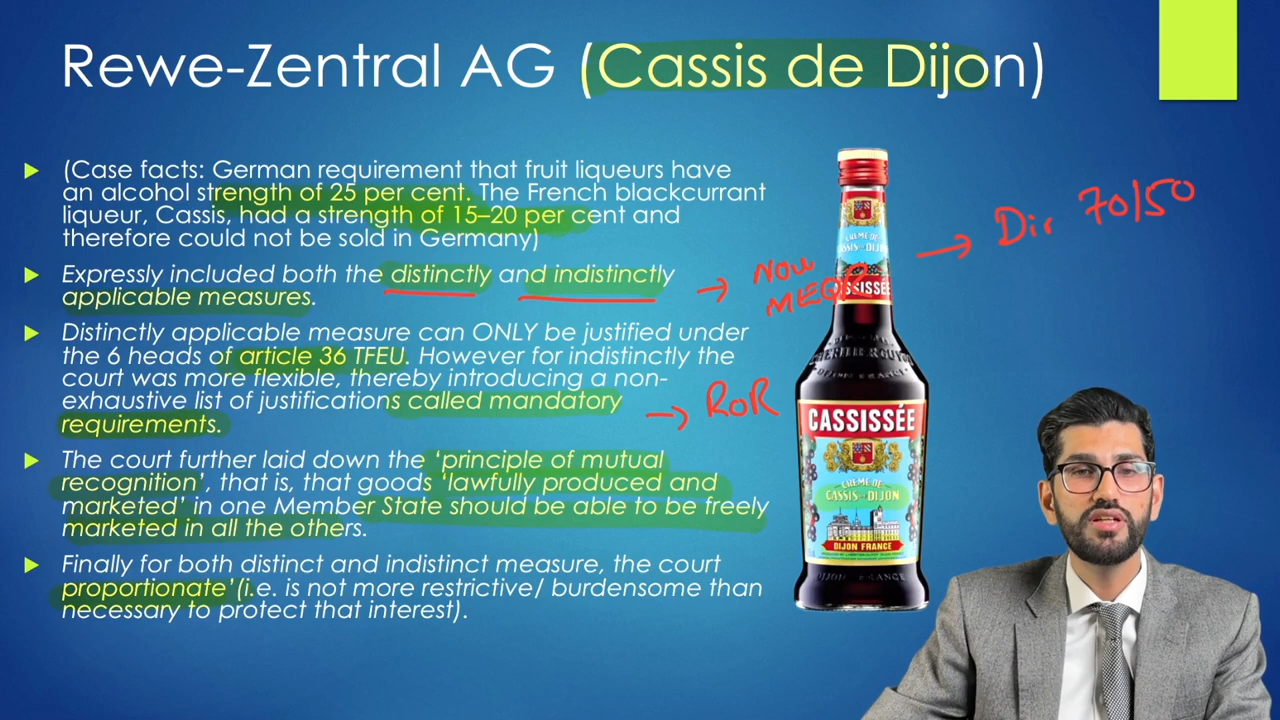 Rewe-Zentral AG (Cassis de Dijon)
(Case facts: German requirement that fruit liqueurs have
an alcohol strength of 25 per cent. The French blackcurrant
liqueur, Cassis, had a strength of 15–20 per cent and
therefore could not be sold in Germany)
Expressly included both the distinctly and indistinctly
applicable measures.
Distinctly applicable measure can ONLY be justified under
the 6 heads of article 36 TFEU. However for indistinctly the
court was more flexible, thereby introducing a non-
exhaustive list of justifications called mandatory
requirements.
The court further laid down the ‘principle of mutual
recognition’, that is, that goods ‘lawfully produced and
marketed’ in one Member State should be able to be freely
marketed in all the others.
Finally for both distinct and indistinct measure, the court
proportionate’(i.e. is not more restrictive/ burdensome than
necessary to protect that interest).
→ Now
MEQR
→ Dir 70/50
→ RoR
CRÈME DE
CASSIS-DIJON
CASSISSÉE
CRÈME DE
CASSIS-DIJON
DIJON FRANCE
DIJON FRANCE